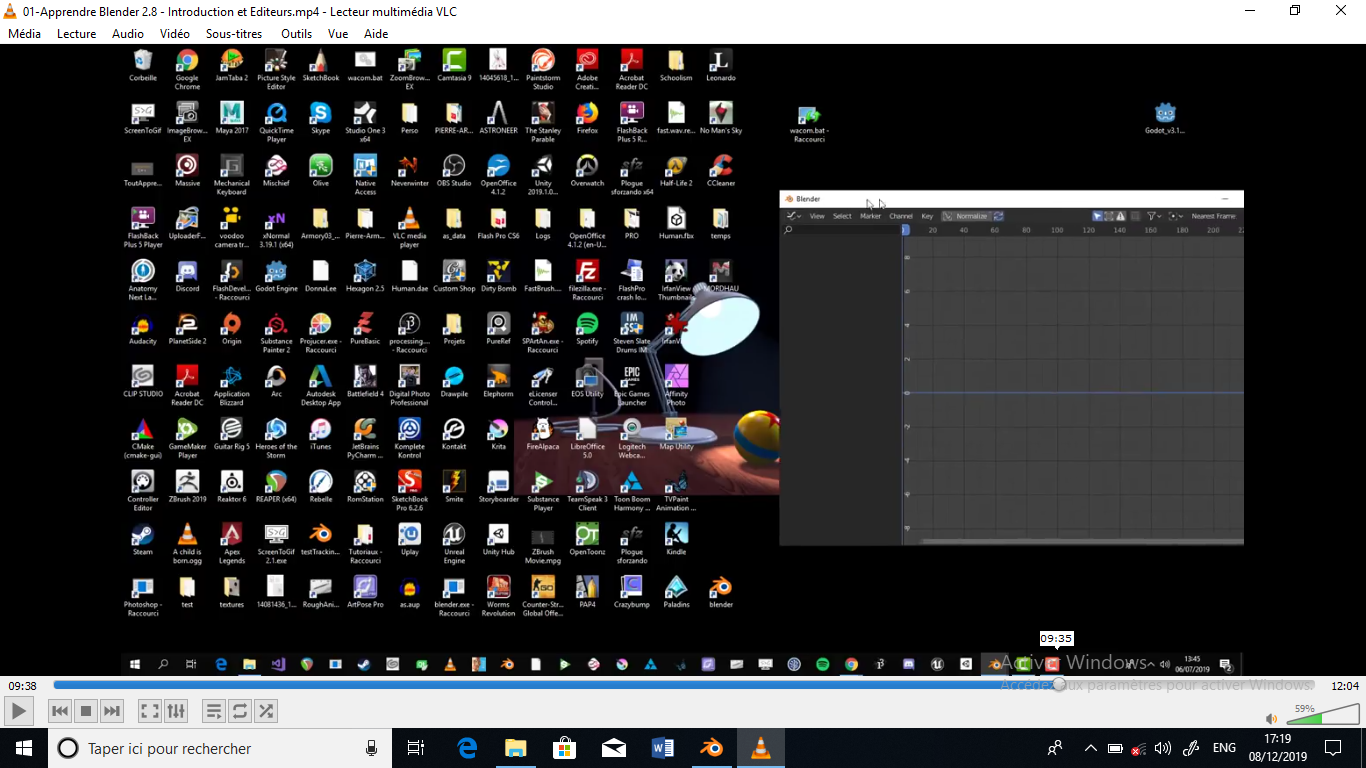 01-Apprendre Blender 2.8 - Introduction et Editeurs.mp4 - Lecteur multimédia VLC
Média Lecture Audio Vidéo Sous-titres Outils Vue Aide
Corbeille Google Chrome JamTaba 2 Picture Style Editor SketchBook wacom.bat ZoomBrow... EX Camtasia 9 14045618_1... Paintstorm Studio Adobe Creati... Acrobat Reader DC Schoolism Leonardo
ScreenToGif ImageBrow... EX Maya 2017 QuickTime Player Skype Studio One 3 x64 Perso PIERRE-AR... ASTRONEER The Stanley Parable Firefox FlashBack Plus 5 R... fast.wav.re... No Man's Sky
wacom.bat - Raccourci
Godot_v3.1...
ToutAppre... Massive Mechanical Keyboard Mischief Olive Native Access Neverwinter OBS Studio OpenOffice 4.1.2 Unity 2019.1.0... Overwatch Plogue sforzando x64 Half-Life 2 CCleaner
Blender
FlashBack Plus 5 Player UploaderF... voodoo camera tr... xNormal 3.19.1 (x64) Armory03_... Pierre-Arm... VLC media player as_data Flash Pro CS6 Logs OpenOffice 4.1.2 (en-U... PRO Human.fbx temps
View Select Marker Channel Key Normalize Nearest Frame
20 40 60 80 100 120 140 160 180 200
Anatomy Next La... Discord FlashDevel... - Raccourci Godot Engine DonnaLee Hexagon 2.5 Human.dae Custom Shop Dirty Bomb FastBrush... filezilla.exe - Raccourci FlashPro crash lo... IrfanView Thumbnails MORDHAU
Audacity PlanetSide 2 Origin Substance Painter 2 Projucer.exe - Raccourci PureBasic processing.... - Raccourci Projets PureRef SPArtAn.exe - Raccourci Spotify Steven Slate Drums
CLIP STUDIO Acrobat Reader DC Application Blizzard Arc Autodesk Desktop App Battlefield 4 Digital Photo Professional Drawpile Elephorm eLicenser Control... EOS Utility Epic Games Launcher Affinity Photo
CMake (cmake-gui) GameMaker Player Guitar Rig 5 Heroes of the Storm iTunes JetBrains PyCharm ... Komplete Kontrol Kontakt Krita FireAlpaca LibreOffice 5.0 Logitech Webca... Map Utility
Controller Editor ZBrush 2019 Reaktor 6 REAPER (x64) Rebelle RomStation SketchBook Pro 6.2.6 Smite Storyboarder Substance Player TeamSpeak 3 Client Toon Boom Harmony ... TVPaint Animation ...
Steam A child is born.ogg Apex Legends ScreenToGif 2.1.exe testTrackin... Tutoriaux - Raccourci Uplay Unreal Engine Unity Hub ZBrush Movie.mpg OpenToonz Plogue sforzando Kindle
Photoshop - Raccourci test textures 14081436_1... RoughAni... ArtPose Pro as.aup blender.exe - Raccourci Worms Revolution Counter-Str... Global Offe... PAP4 Crazybump Paladins blender
09:35
13:45
06/07/2019
Activer Windows
Accédez aux paramètres pour activer Windows.
09:38 12:04
59%
Taper ici pour rechercher
ENG
17:19
08/12/2019